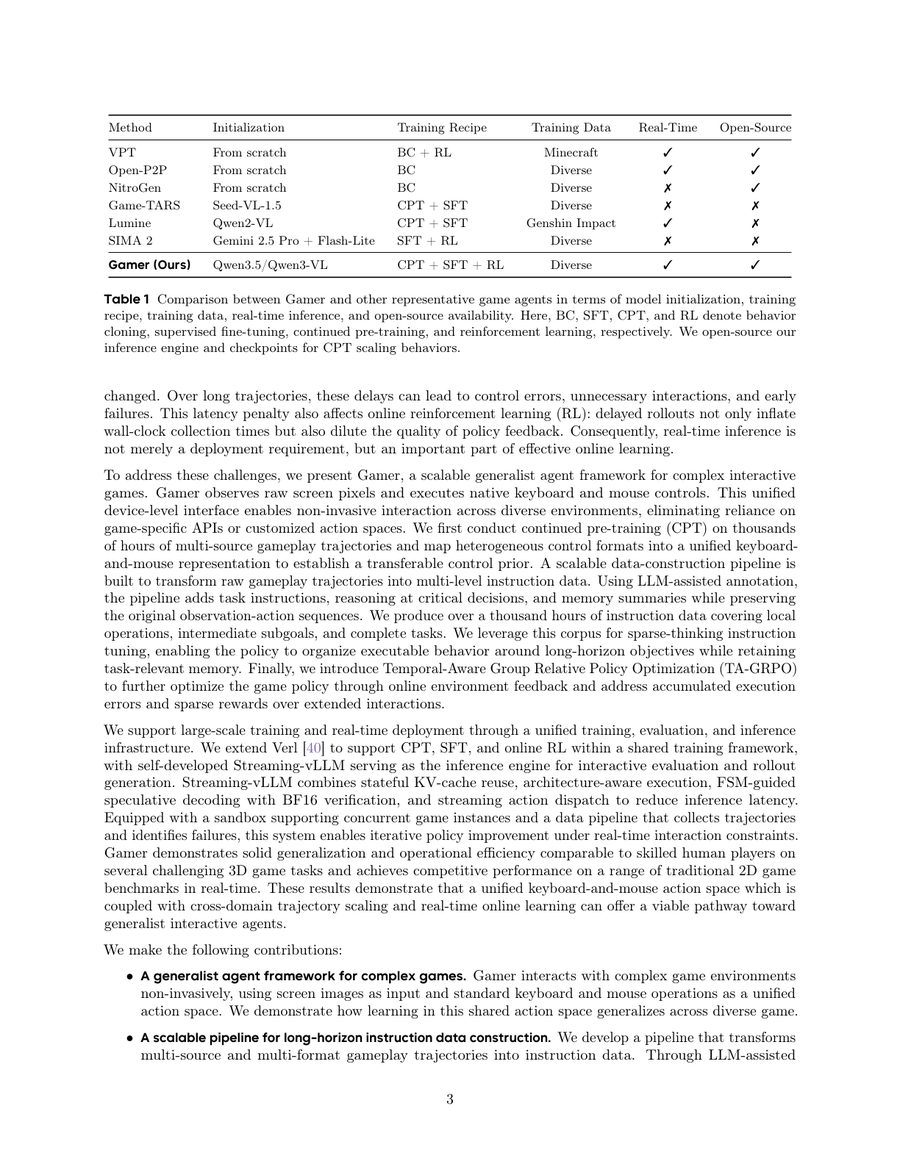 Method Initialization Training Recipe Training Data Real-Time Open-Source
VPT From scratch BC + RL Minecraft ✓ ✓
Open-P2P From scratch BC Diverse ✓ ✓
NitroGen From scratch BC Diverse ✗ ✓
Game-TARS Seed-VL-1.5 CPT + SFT Diverse ✗ ✗
Lumine Qwen2-VL CPT + SFT Genshin Impact ✓ ✗
SIMA 2 Gemini 2.5 Pro + Flash-Lite SFT + RL Diverse ✗ ✗
Gamer (Ours) Qwen3.5/Qwen3-VL CPT + SFT + RL Diverse ✓ ✓
Table 1 Comparison between Gamer and other representative game agents in terms of model initialization, training
recipe, training data, real-time inference, and open-source availability. Here, BC, SFT, CPT, and RL denote behavior
cloning, supervised fine-tuning, continued pre-training, and reinforcement learning, respectively. We open-source our
inference engine and checkpoints for CPT scaling behaviors.
changed. Over long trajectories, these delays can lead to control errors, unnecessary interactions, and early
failures. This latency penalty also affects online reinforcement learning (RL): delayed rollouts not only inflate
wall-clock collection times but also dilute the quality of policy feedback. Consequently, real-time inference is
not merely a deployment requirement, but an important part of effective online learning.
To address these challenges, we present Gamer, a scalable generalist agent framework for complex interactive
games. Gamer observes raw screen pixels and executes native keyboard and mouse controls. This unified
device-level interface enables non-invasive interaction across diverse environments, eliminating reliance on
game-specific APIs or customized action spaces. We first conduct continued pre-training (CPT) on thousands
of hours of multi-source gameplay trajectories and map heterogeneous control formats into a unified keyboard-
and-mouse representation to establish a transferable control prior. A scalable data-construction pipeline is
built to transform raw gameplay trajectories into multi-level instruction data. Using LLM-assisted annotation,
the pipeline adds task instructions, reasoning at critical decisions, and memory summaries while preserving
the original observation-action sequences. We produce over a thousand hours of instruction data covering local
operations, intermediate subgoals, and complete tasks. We leverage this corpus for sparse-thinking instruction
tuning, enabling the policy to organize executable behavior around long-horizon objectives while retaining
task-relevant memory. Finally, we introduce Temporal-Aware Group Relative Policy Optimization (TA-GRPO)
to further optimize the game policy through online environment feedback and address accumulated execution
errors and sparse rewards over extended interactions.
We support large-scale training and real-time deployment through a unified training, evaluation, and inference
infrastructure. We extend Verl [40] to support CPT, SFT, and online RL within a shared training framework,
with self-developed Streaming-vLLM serving as the inference engine for interactive evaluation and rollout
generation. Streaming-vLLM combines stateful KV-cache reuse, architecture-aware execution, FSM-guided
speculative decoding with BF16 verification, and streaming action dispatch to reduce inference latency.
Equipped with a sandbox supporting concurrent game instances and a data pipeline that collects trajectories
and identifies failures, this system enables iterative policy improvement under real-time interaction constraints.
Gamer demonstrates solid generalization and operational efficiency comparable to skilled human players on
several challenging 3D game tasks and achieves competitive performance on a range of traditional 2D game
benchmarks in real-time. These results demonstrate that a unified keyboard-and-mouse action space which is
coupled with cross-domain trajectory scaling and real-time online learning can offer a viable pathway toward
generalist interactive agents.
We make the following contributions:
• A generalist agent framework for complex games. Gamer interacts with complex game environments
non-invasively, using screen images as input and standard keyboard and mouse operations as a unified
action space. We demonstrate how learning in this shared action space generalizes across diverse game.
• A scalable pipeline for long-horizon instruction data construction. We develop a pipeline that transforms
multi-source and multi-format gameplay trajectories into instruction data. Through LLM-assisted
3